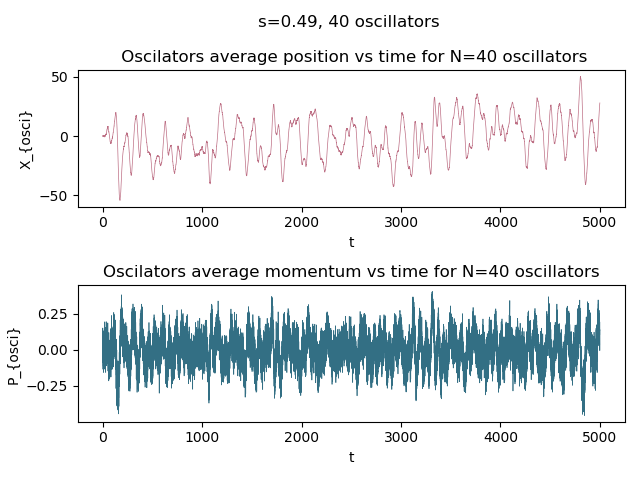 s=0.49, 40 oscillators
Oscilators average position vs time for N=40 oscillators
50
0
−50
X_{osci}
0 1000 2000 3000 4000 5000
t
Oscilators average momentum vs time for N=40 oscillators
0.25
0.00
−0.25
P_{osci}
0 1000 2000 3000 4000 5000
t